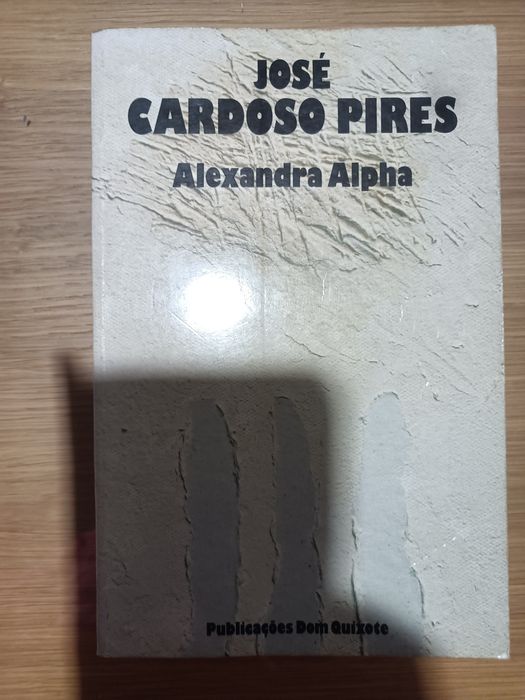 JOSÉ
CARDOSO PIRES
Alexandra Alpha
Publicações Dom Quixote